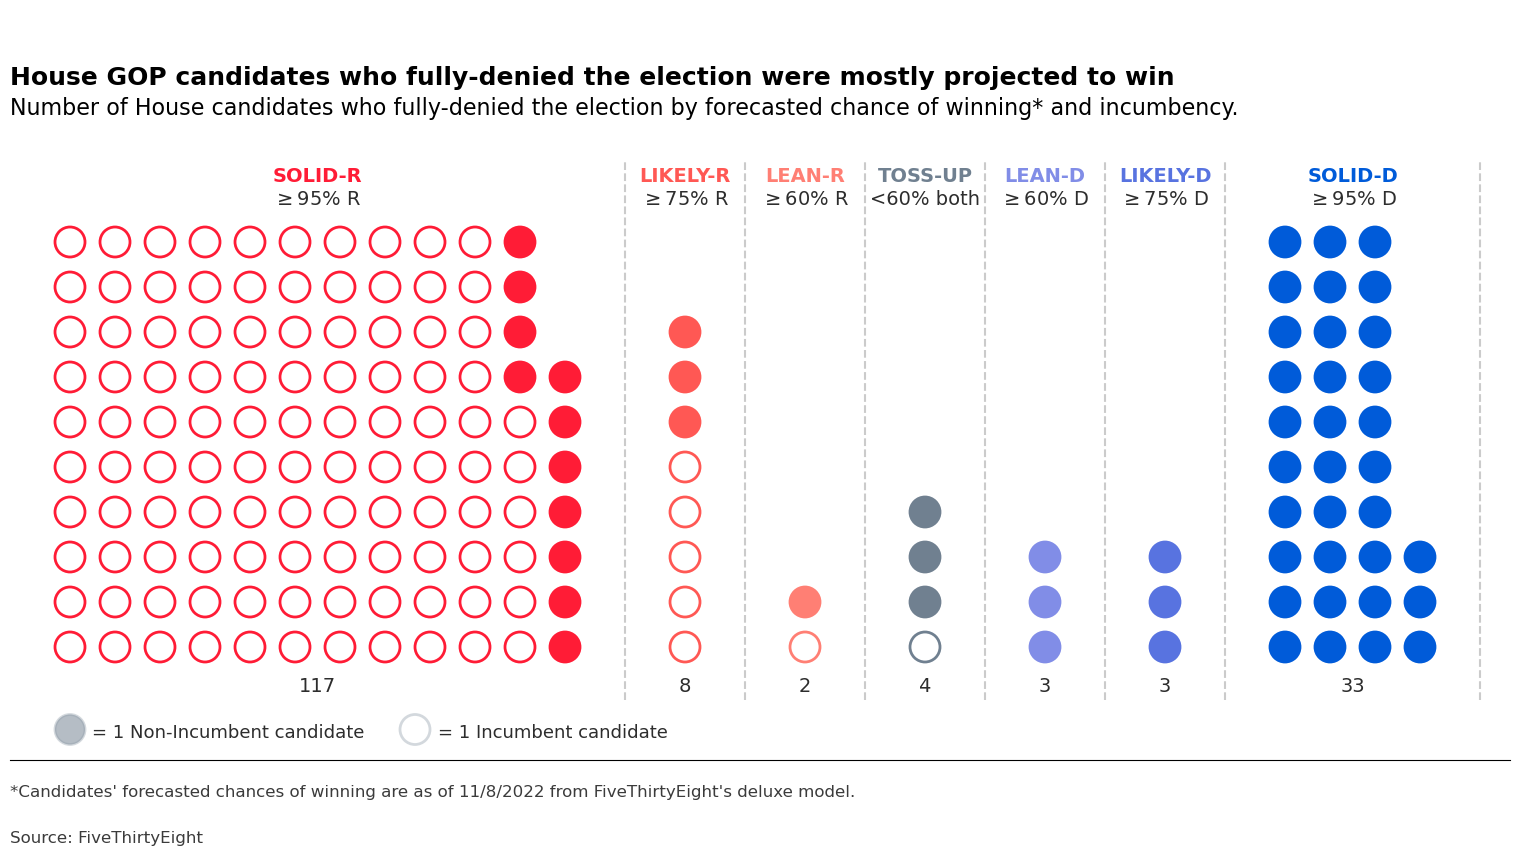 House GOP candidates who fully-denied the election were mostly projected to win
Number of House candidates who fully-denied the election by forecasted chance of winning* and incumbency.
SOLID-R
≥ 95% R
LIKELY-R
≥ 75% R
LEAN-R
≥ 60% R
TOSS-UP
<60% both
LEAN-D
≥ 60% D
LIKELY-D
≥ 75% D
SOLID-D
≥ 95% D
117
8
2
4
3
3
33
= 1 Non-Incumbent candidate
= 1 Incumbent candidate
*Candidates' forecasted chances of winning are as of 11/8/2022 from FiveThirtyEight's deluxe model.
Source: FiveThirtyEight